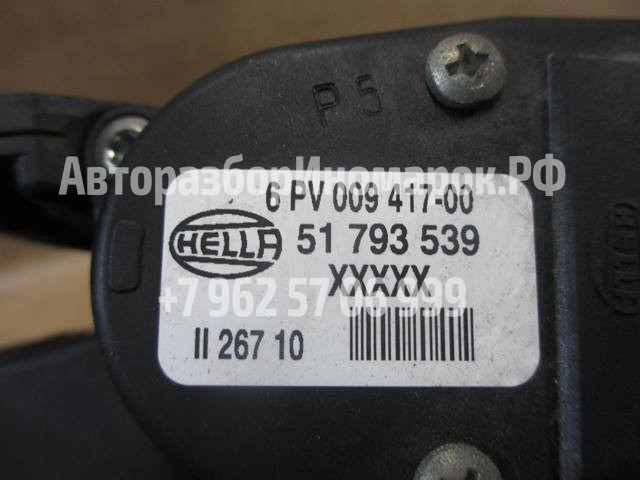 P 5
АвторазборИномарок.РФ
6 PV 009 417-00
HELLA 51 793 539
XXXXX
+7 962 57 06 999
II 267 10